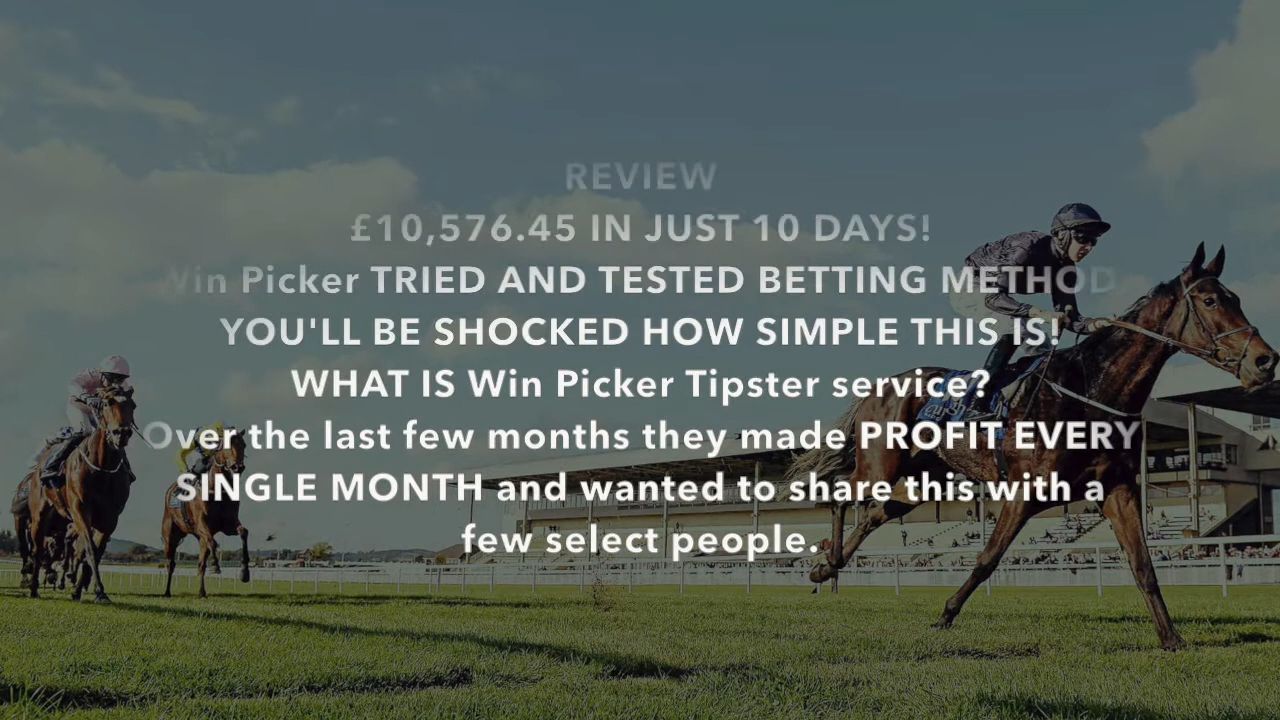 REVIEW
£10,576.45 IN JUST 10 DAYS!
Win Picker TRIED AND TESTED BETTING METHOD.
YOU'LL BE SHOCKED HOW SIMPLE THIS IS!
WHAT IS Win Picker Tipster service?
Over the last few months they made PROFIT EVERY
SINGLE MONTH and wanted to share this with a
few select people.